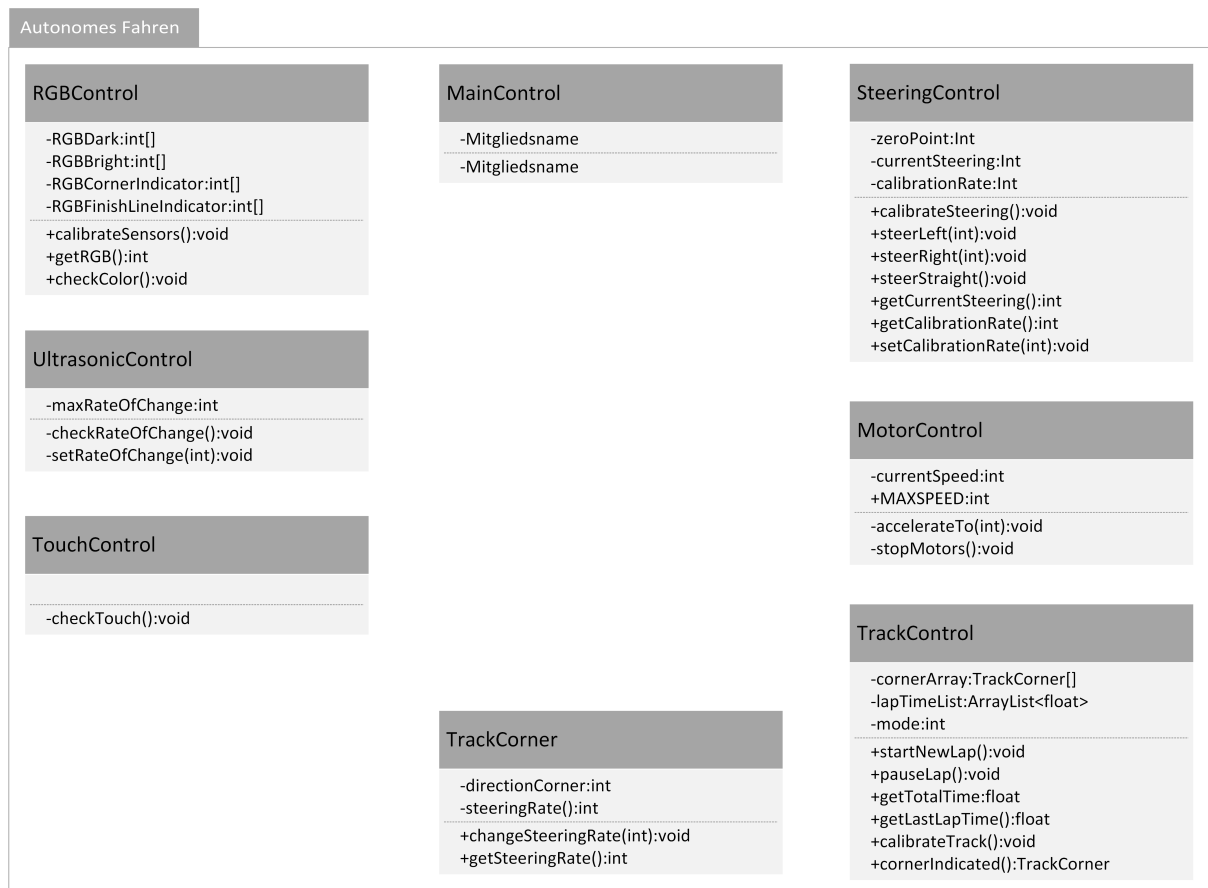 Autonomes Fahren
RGBControl
-RGBDark:int[]
-RGBBright:int[]
-RGBCornerIndicator:int[]
-RGBFinishLineIndicator:int[]
+calibrateSensors():void
+getRGB():int
+checkColor():void
UltrasonicControl
-maxRateOfChange:int
-checkRateOfChange():void
-setRateOfChange(int):void
TouchControl
-checkTouch():void
MainControl
-Mitgliedsname
-Mitgliedsname
TrackCorner
-directionCorner:int
-steeringRate():int
+changeSteeringRate(int):void
+getSteeringRate():int
SteeringControl
-zeroPoint:Int
-currentSteering:Int
-calibrationRate:Int
+calibrateSteering():void
+steerLeft(int):void
+steerRight(int):void
+steerStraight():void
+getCurrentSteering():int
+getCalibrationRate():int
+setCalibrationRate(int):void
MotorControl
-currentSpeed:int
+MAXSPEED:int
-accelerateTo(int):void
-stopMotors():void
TrackControl
-cornerArray:TrackCorner[]
-lapTimeList:ArrayList<float>
-mode:int
+startNewLap():void
+pauseLap():void
+getTotalTime:float
+getLastLapTime():float
+calibrateTrack():void
+cornerIndicated():TrackCorner